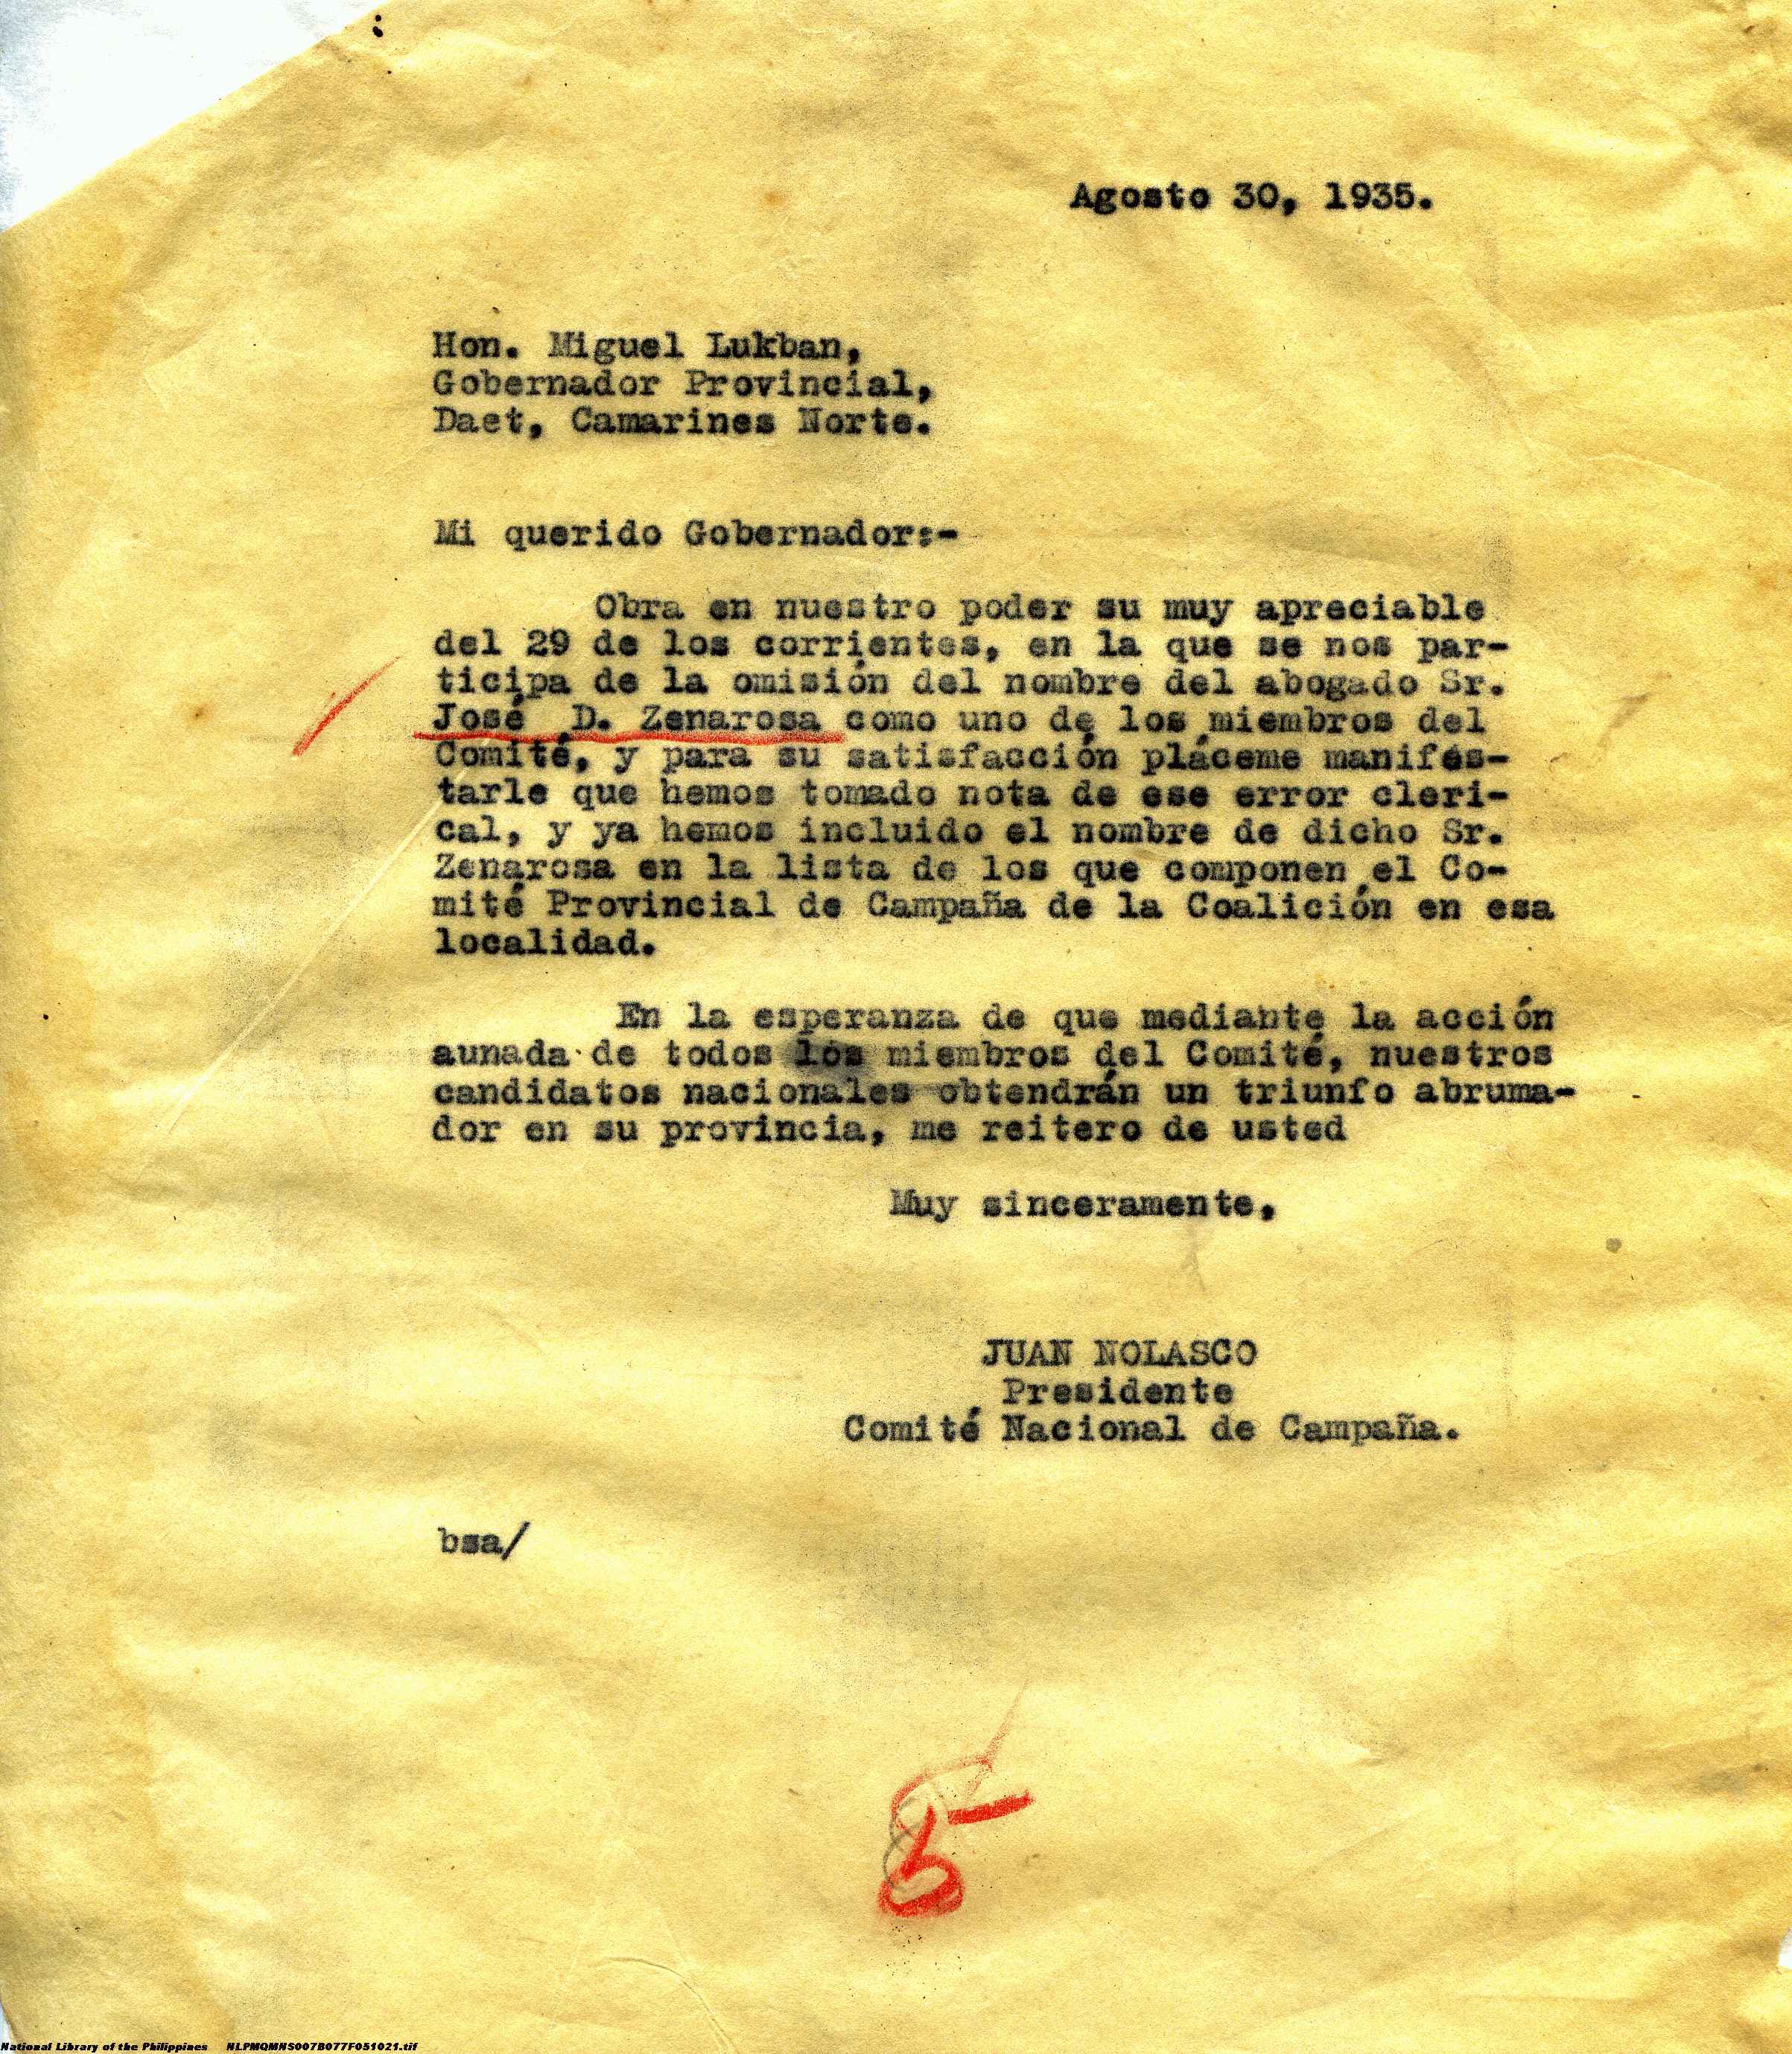 Agosto 30, 1935.
Hon. Miguel Lukban,
Gobernador Provincial,
Daet, Camarines Norte.
Mi querido Gobernador:-
Obra en nuestro poder su muy apreciable
del 29 de los corrientes, en la que se nos par-
ticipa de la omisión del nombre del abogado Sr.
José D. Zenarosa como uno de los miembros del
Comité, y para su satisfacción pláceme manifes-
tarle que hemos tomado nota de ese error cleri-
cal, y ya hemos incluido el nombre de dicho Sr.
Zenarosa en la lista de los que componen el Co-
mité Provincial de Campaña de la Coalición en esa
localidad.
En la esperanza de que mediante la acción
aunada de todos los miembros del Comité, nuestros
candidatos nacionales obtendrán un triunfo abruma-
dor en su provincia, me reitero de usted
Muy sinceramente,
JUAN NOLASCO
Presidente
Comité Nacional de Campaña.
bsa/
5
National Library of the Philippines NLPMQMNS007B077F051021.tif